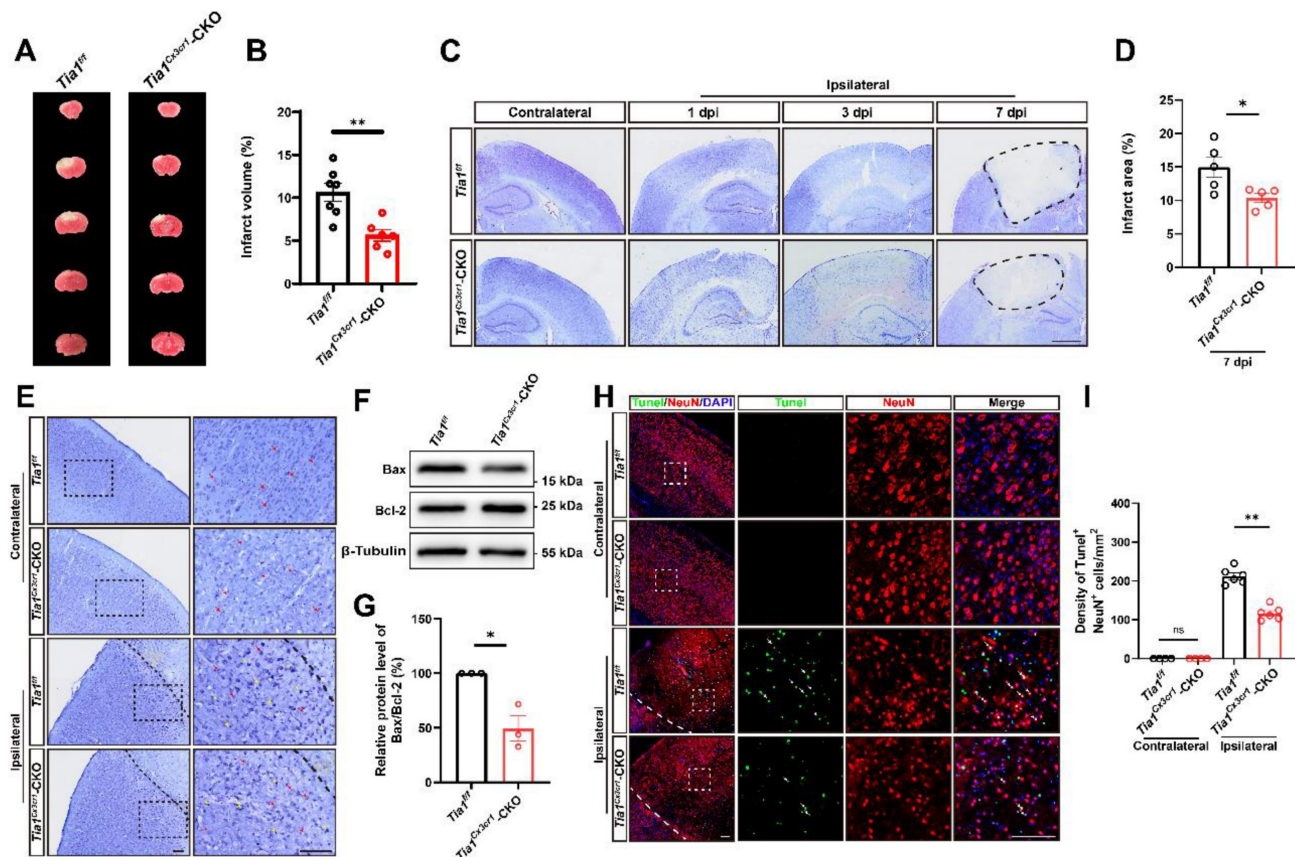 A
Tia1f/f
Tia1Cx3cr1-CKO
B
Infarct volume (%)
20
15
10
5
0
**
Tia1f/f
Tia1Cx3cr1-CKO
C
Ipsilateral
Contralateral
1 dpi
3 dpi
7 dpi
Tia1f/f
Tia1Cx3cr1-CKO
D
Infarct area (%)
25
20
15
10
5
0
*
Tia1f/f
Tia1Cx3cr1-CKO
7 dpi
E
Contralateral
Tia1f/f
Tia1Cx3cr1-CKO
Ipsilateral
Tia1f/f
Tia1Cx3cr1-CKO
F
Tia1f/f
Tia1Cx3cr1-CKO
Bax
- 15 kDa
Bcl-2
- 25 kDa
β-Tubulin
- 55 kDa
G
Relative protein level of
Bax/Bcl-2 (%)
150
100
50
0
*
Tia1f/f
Tia1Cx3cr1-CKO
H
Tunel/NeuN/DAPI
Tunel
NeuN
Merge
Contralateral
Tia1f/f
Tia1Cx3cr1-CKO
Ipsilateral
Tia1f/f
Tia1Cx3cr1-CKO
I
Density of Tunel+
NeuN+ cells/mm2
400
300
200
100
0
ns
**
Tia1f/f
Tia1Cx3cr1-CKO
Tia1f/f
Tia1Cx3cr1-CKO
Contralateral
Ipsilateral